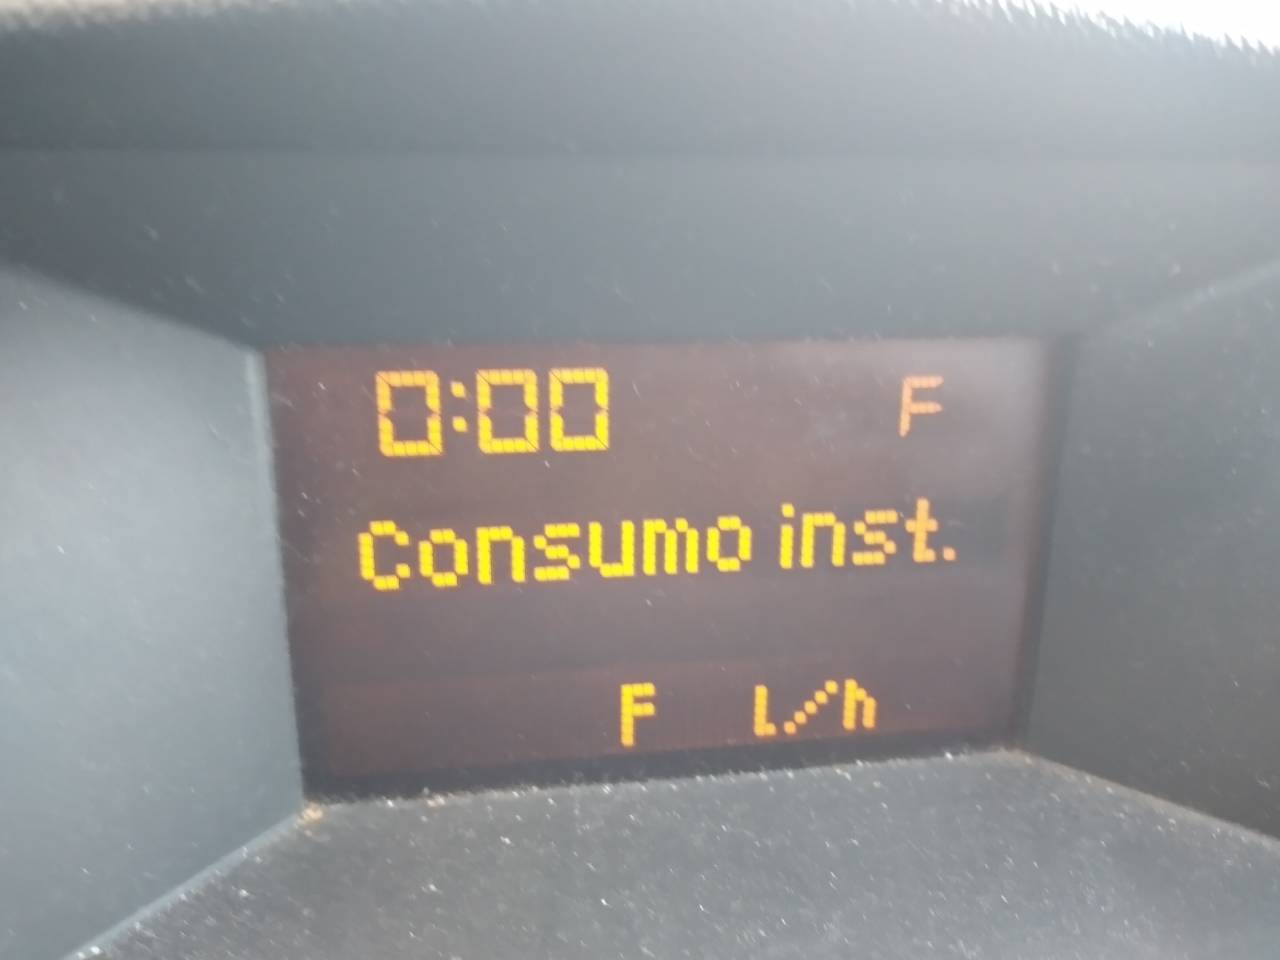 0:00 F
Consumo inst.
F l/h